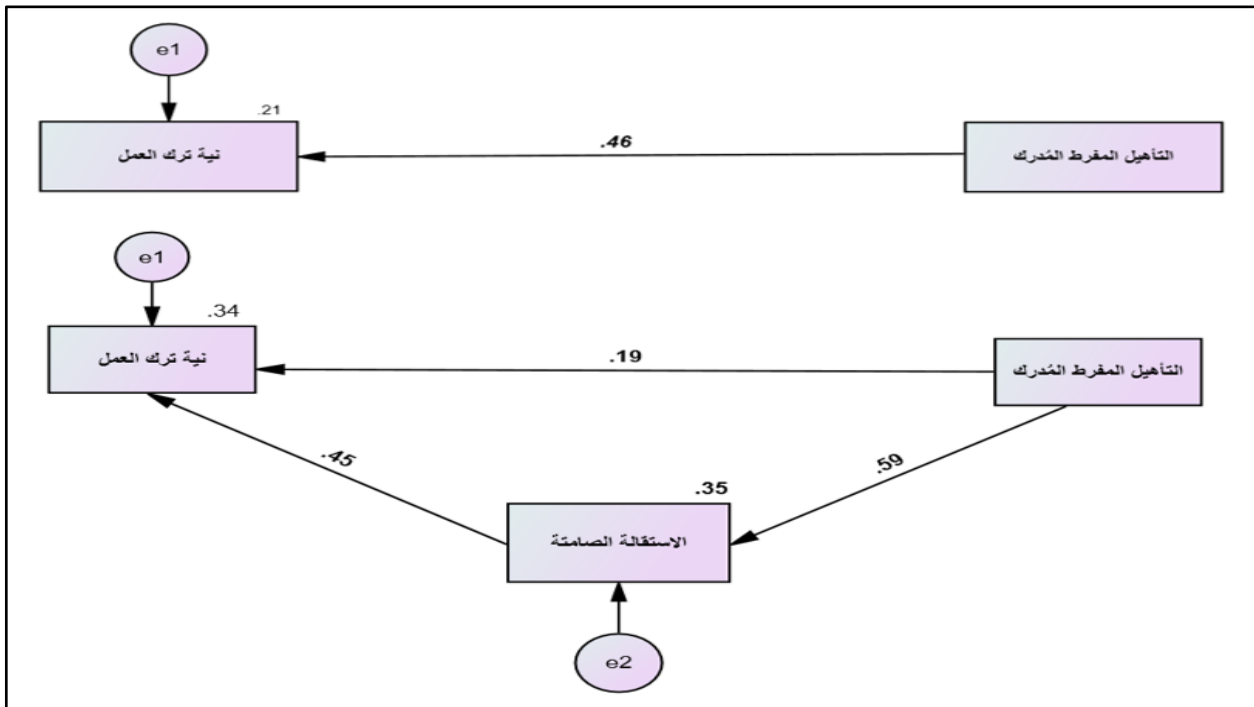 e1
.21
نية ترك العمل
.46
التأهيل المفرط المُدرك
e1
.34
نية ترك العمل
.19
التأهيل المفرط المُدرك
.45
.59
.35
الاستقالة الصامتة
e2